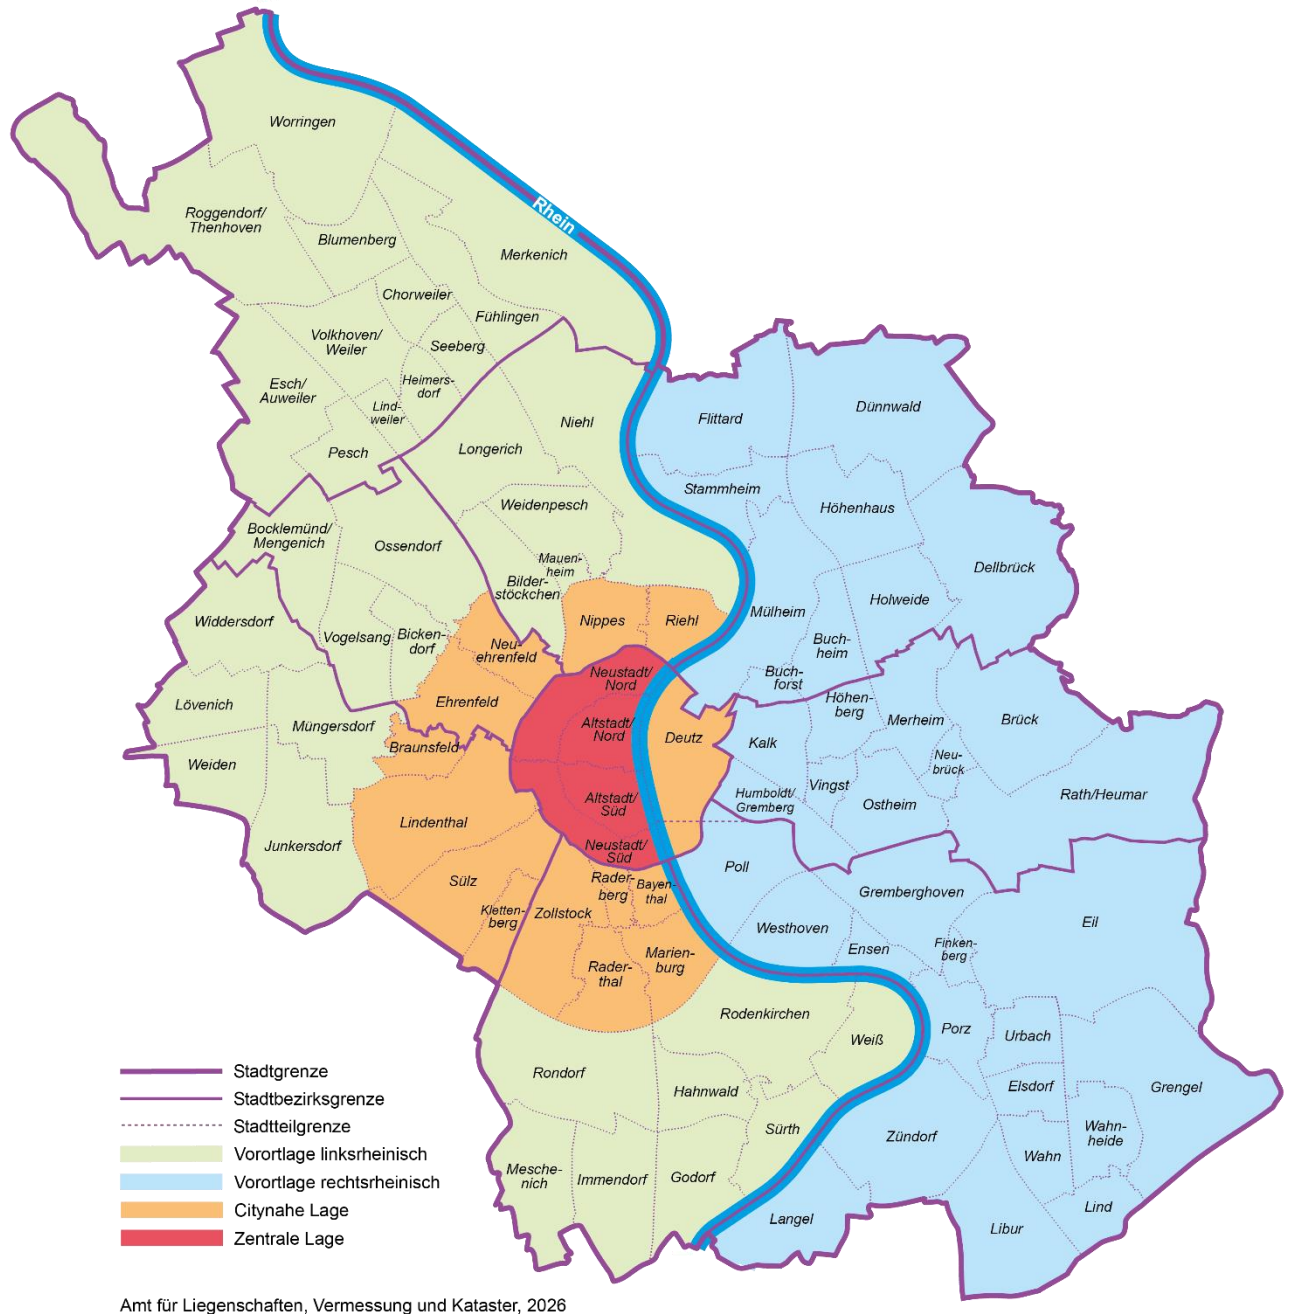 Worringen
Rhein
Roggendorf/
Thenhoven
Blumenberg
Merkenich
Chorweiler
Fühlingen
Volkhoven/
Weiler
Seeberg
Esch/
Auweiler
Heimers-
dorf
Lind-
weiler
Pesch
Niehl
Longerich
Flittard
Dünnwald
Stammheim
Höhenhaus
Weidenpesch
Bocklemünd/
Mengenich
Ossendorf
Mauen-
heim
Bilder-
stöckchen
Dellbrück
Holweide
Mülheim
Widdersdorf
Vogelsang
Bicken-
dorf
Neu-
ehrenfeld
Nippes
Riehl
Buch-
heim
Buch-
forst
Neustadt/
Nord
Ehrenfeld
Lövenich
Müngersdorf
Altstadt/
Nord
Deutz
Höhen-
berg
Merheim
Brück
Kalk
Braunsfeld
Weiden
Neu-
brück
Vingst
Humboldt/
Gremberg
Ostheim
Rath/Heumar
Altstadt/
Süd
Lindenthal
Junkersdorf
Neustadt/
Süd
Sülz
Klettenberg
Zollstock
Rader-
berg
Bayen-
thal
Poll
Gremberghoven
Westhoven
Ensen
Finken-
berg
Eil
Rader-
thal
Marien-
burg
Rodenkirchen
Weiß
Porz
Urbach
Rondorf
Hahnwald
Elsdorf
Grengel
Sürth
Zündorf
Wahn-
heide
Wahn
Mesche-
nich
Immendorf
Godorf
Langel
Libur
Lind
Stadtgrenze
Stadtbezirksgrenze
Stadtteilgrenze
Vorortlage linksrheinisch
Vorortlage rechtsrheinisch
Citynahe Lage
Zentrale Lage
Amt für Liegenschaften, Vermessung und Kataster, 2026